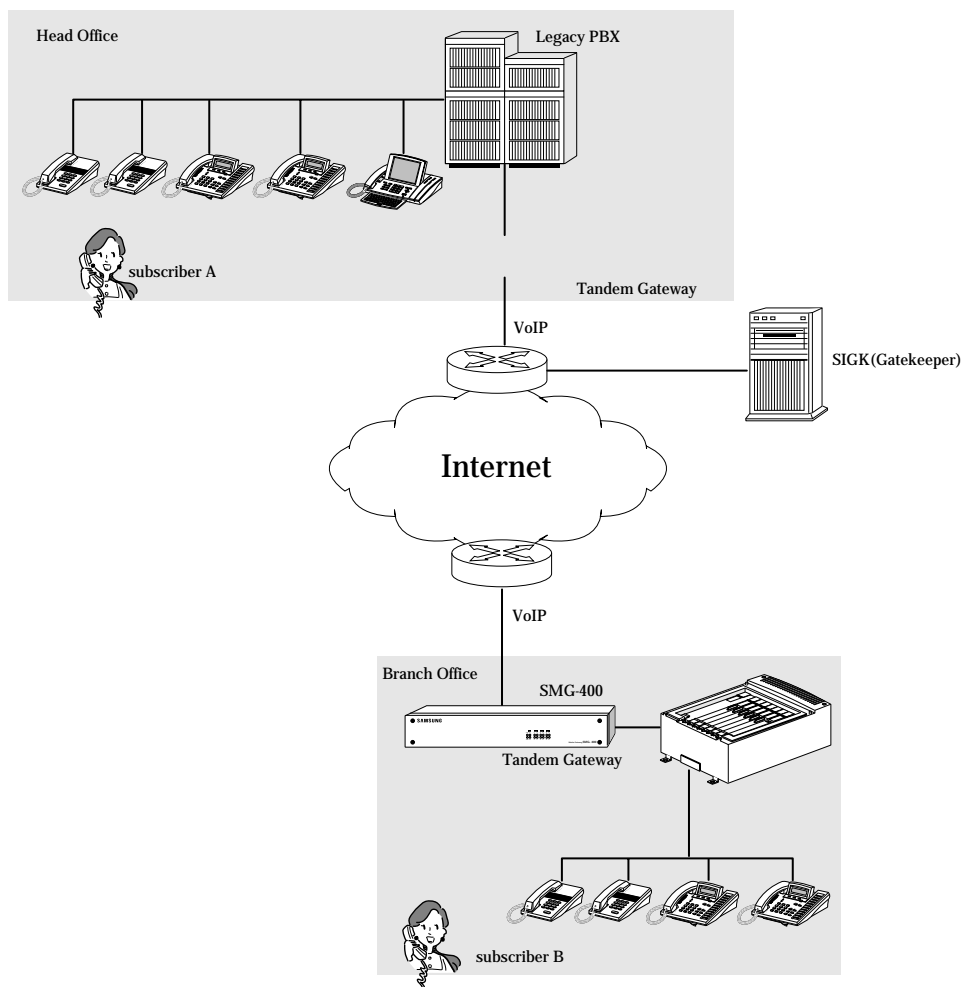 Head Office
Legacy PBX
subscriber A
Tandem Gateway
VoIP
SIGK(Gatekeeper)
Internet
VoIP
Branch Office
SMG-400
SAMSUNG
Tandem Gateway
subscriber B